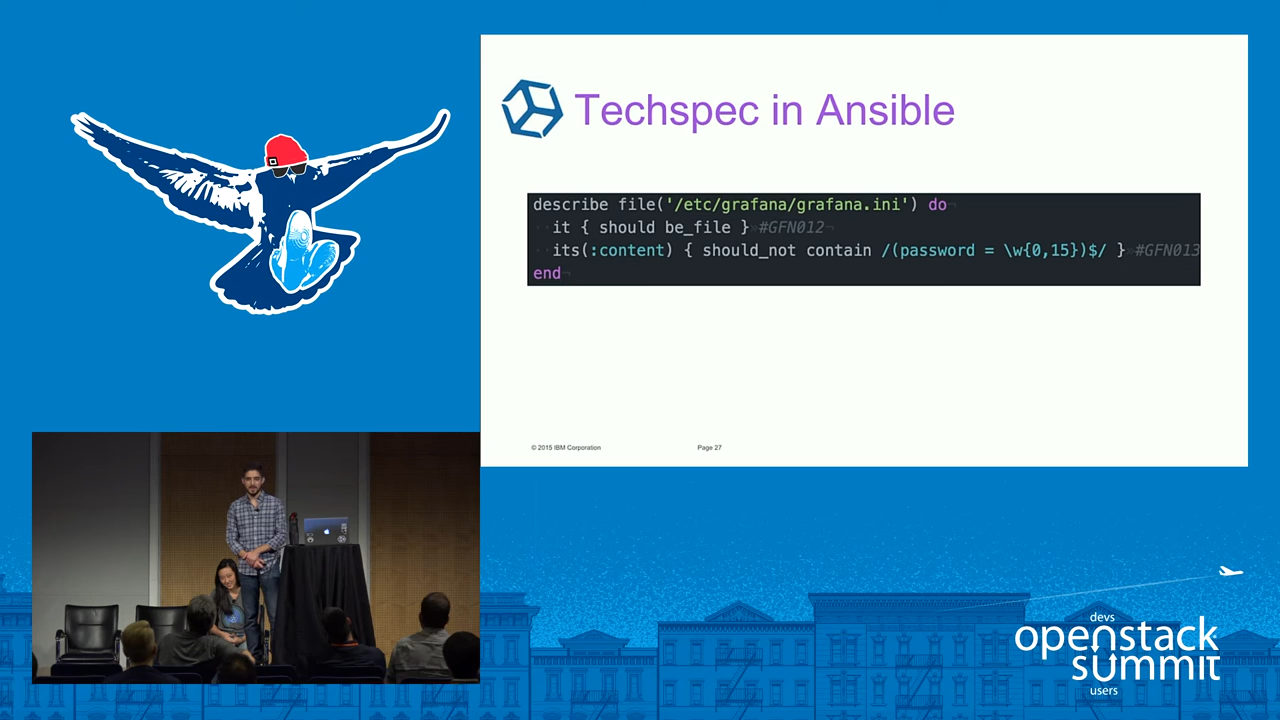 Techspec in Ansible
describe file('/etc/grafana/grafana.ini') do
it { should be_file } #GFN012
its(:content) { should_not contain /(password = \w{0,15})$/ } #GFN013
end
© 2015 IBM Corporation
Page 27
devs
openstack
summit
users